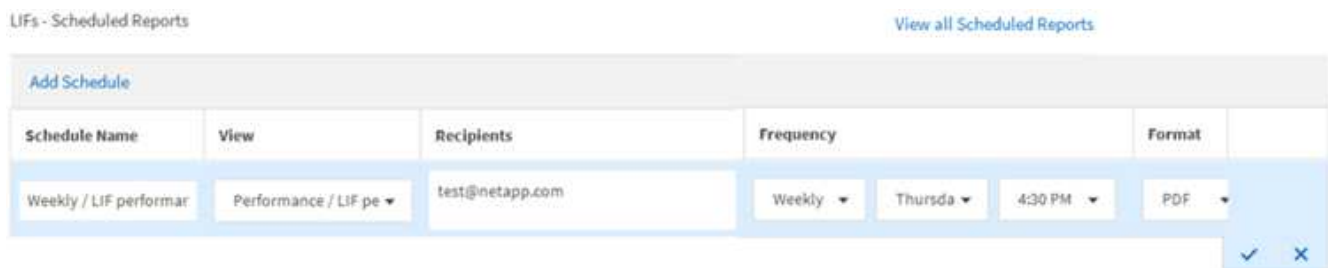 LIFs - Scheduled Reports View all Scheduled Reports
Add Schedule
Schedule Name View Recipients Frequency Format
Weekly / LIF performar Performance / LIF pe test@netapp.com Weekly Thursda 4:30 PM PDF